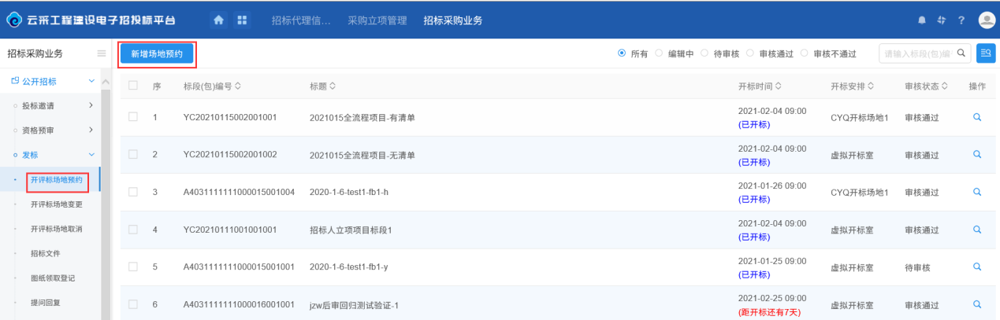 云采工程建设电子招投标平台 招标代理信... 采购立项管理 招标采购业务 ?
招标采购业务 新增场地预约 所有 编辑中 待审核 审核通过 审核不通过 请输入标段(包)编
公开招标 序 标段(包)编号 标题 开标时间 开标安排 审核状态 操作
投标邀请
资格预审
发标
开评标场地预约
开评标场地变更
开评标场地取消
招标文件
图纸领取登记
提问回复
1 YC20210115002001001 2021015全流程项目-有清单 2021-02-04 09:00 CYQ开标场地1 审核通过
(已开标)
2 YC20210115002001002 2021015全流程项目-无清单 2021-02-04 09:00 虚拟开标室 审核通过
(已开标)
3 A4031111111000015001004 2020-1-6-test1-fb1-h 2021-01-26 09:00 CYQ开标场地1 审核通过
(已开标)
4 YC20210111001001001 招标人立项项目标段1 2021-02-04 09:00 虚拟开标室 审核通过
(已开标)
5 A4031111111000015001001 2020-1-6-test1-fb1-y 2021-01-25 09:00 虚拟开标室 待审核
(已开标)
6 A4031111111000016001001 jzw后审回归测试验证-1 2021-02-25 09:00 虚拟开标室 审核通过
(距开标还有7天)